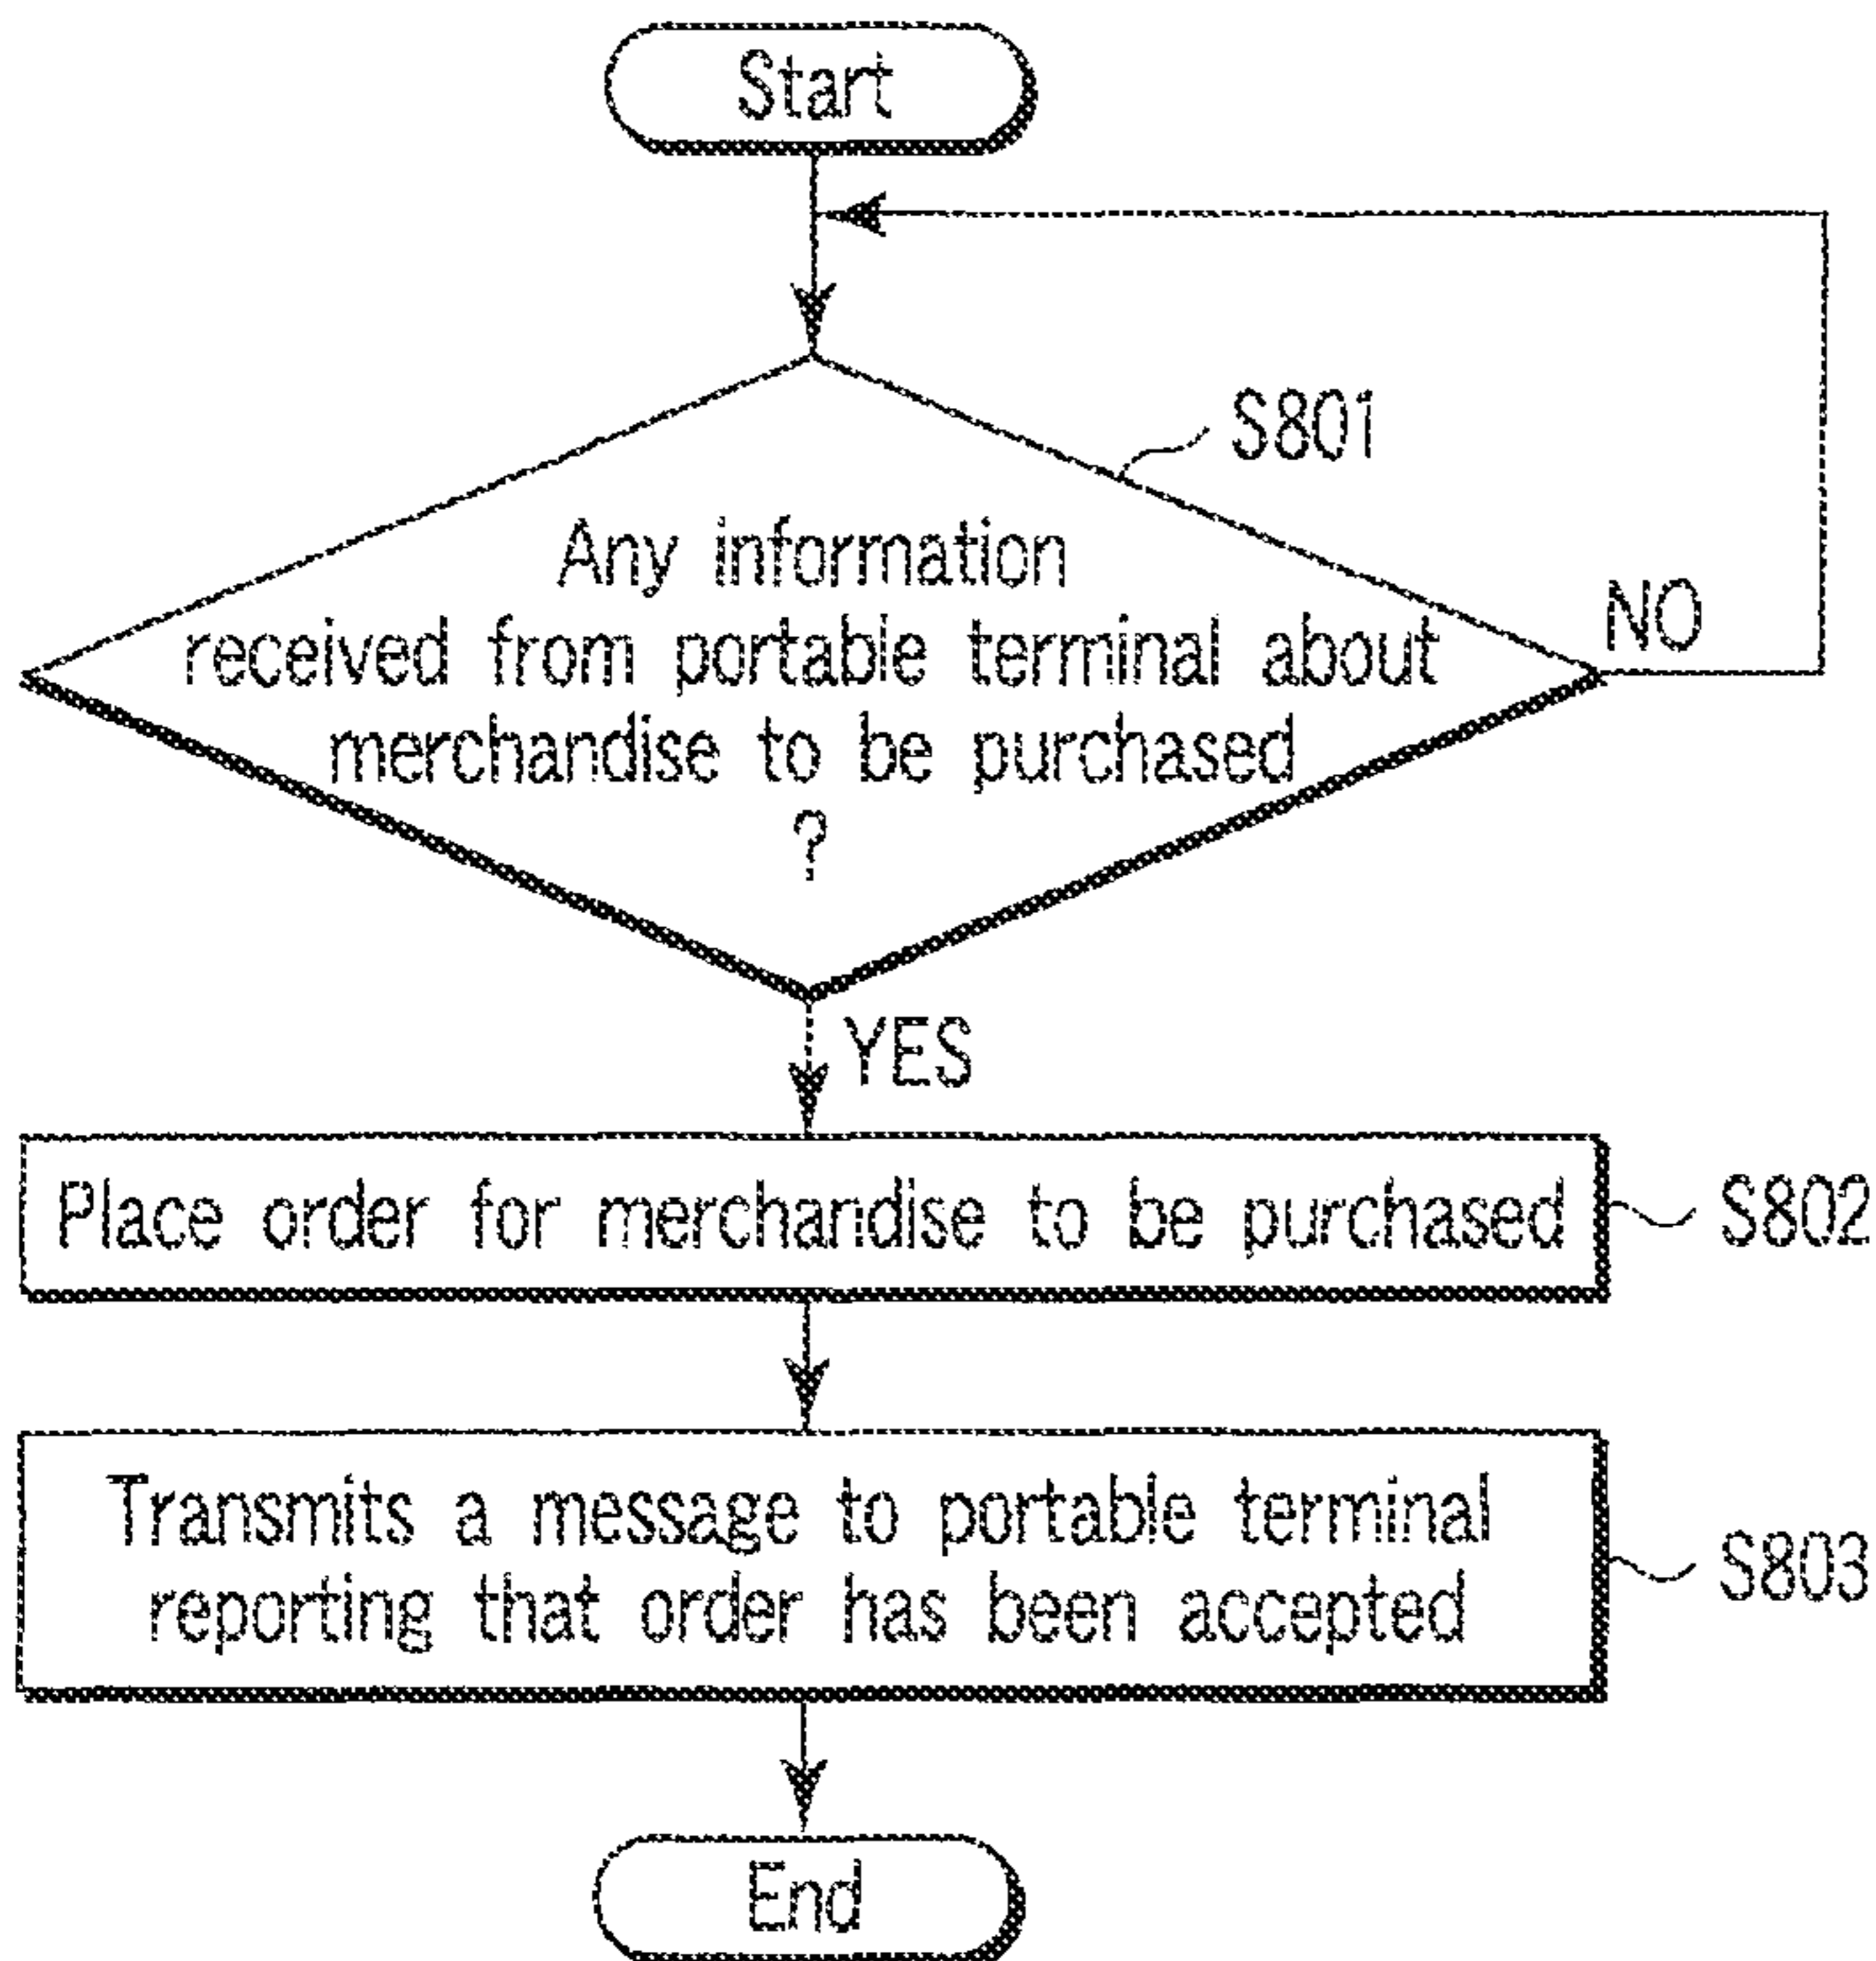 Start
S801
Any information
received from portable terminal about
merchandise to be purchased
?
NO
YES
Place order for merchandise to be purchased
S802
Transmits a message to portable terminal
reporting that order has been accepted
S803
End